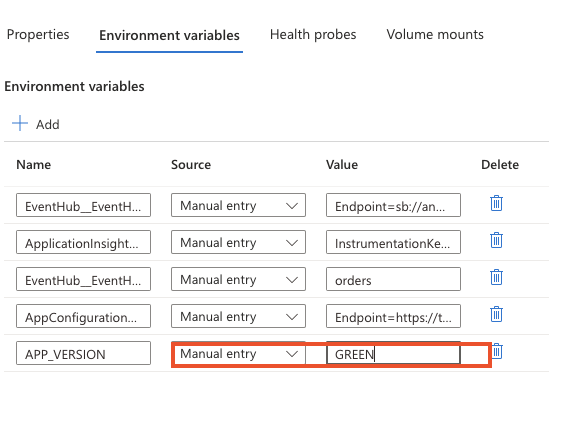 Properties Environment variables Health probes Volume mounts
Environment variables
Add
Name Source Value Delete
EventHub__EventH... Manual entry Endpoint=sb://an...
ApplicationInsight... Manual entry InstrumentationKe...
EventHub__EventH... Manual entry orders
AppConfiguration... Manual entry Endpoint=https://t...
APP_VERSION Manual entry GREEN